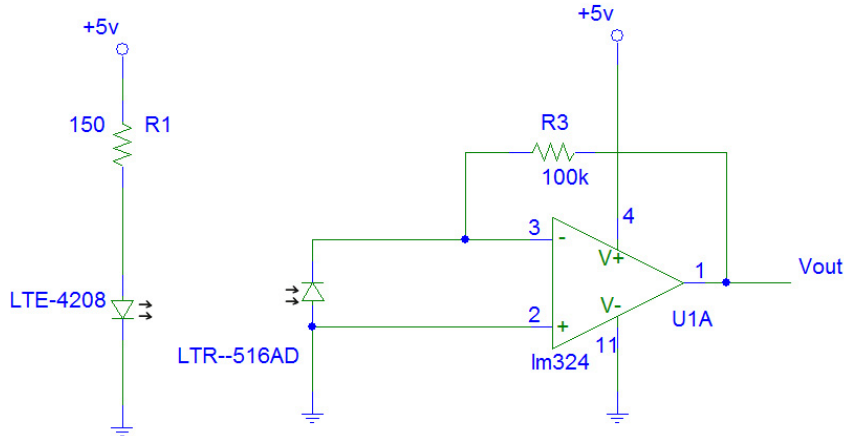 +5v
+5v
150 R1
R3
100k
3
4
-
V+
LTE-4208
1
Vout
V-
2
+
U1A
LTR--516AD
11
lm324